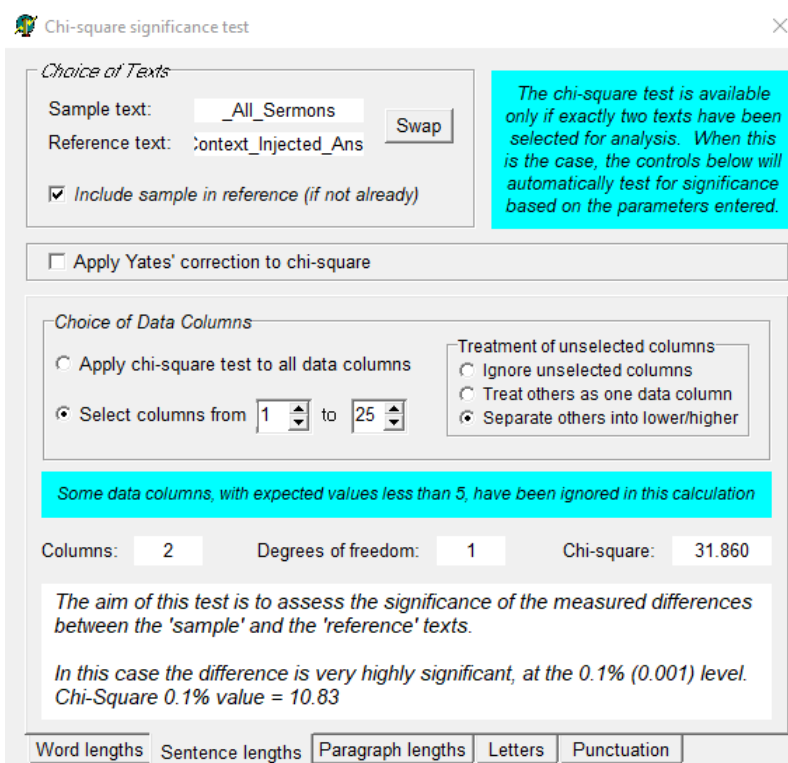 Chi-square significance test
Choice of Texts
Sample text: _All_Sermons
Reference text: Context_Injected_Ans
Swap
Include sample in reference (if not already)
The chi-square test is available
only if exactly two texts have been
selected for analysis. When this
is the case, the controls below will
automatically test for significance
based on the parameters entered.
Apply Yates' correction to chi-square
Choice of Data Columns
Apply chi-square test to all data columns
Select columns from 1 to 25
Treatment of unselected columns
Ignore unselected columns
Treat others as one data column
Separate others into lower/higher
Some data columns, with expected values less than 5, have been ignored in this calculation
Columns: 2 Degrees of freedom: 1 Chi-square: 31.860
The aim of this test is to assess the significance of the measured differences
between the 'sample' and the 'reference' texts.
In this case the difference is very highly significant, at the 0.1% (0.001) level.
Chi-Square 0.1% value = 10.83
Word lengths Sentence lengths Paragraph lengths Letters Punctuation